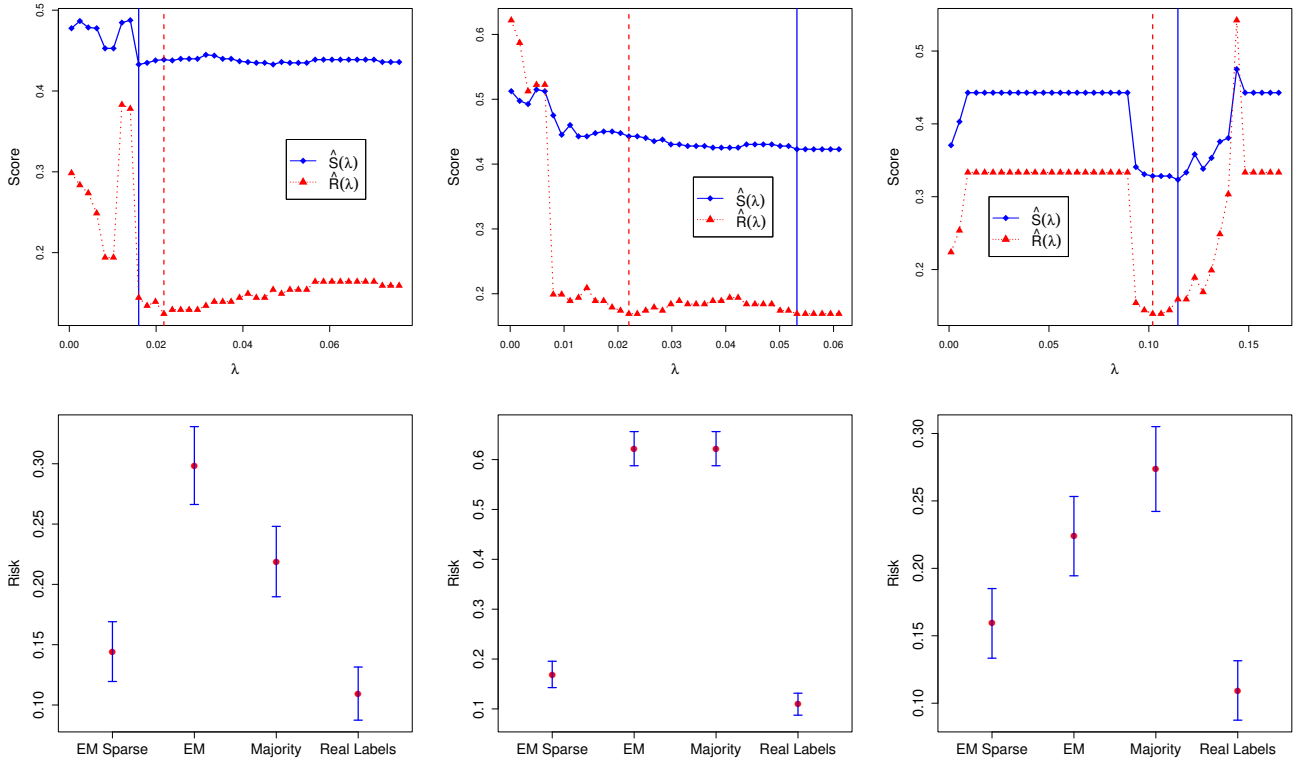 Score
0.5
0.4
0.3
0.2
Ŝ(λ)
R̂(λ)
0.00 0.02 0.04 0.06
λ
Score
0.6
0.5
0.4
0.3
0.2
Ŝ(λ)
R̂(λ)
0.00 0.01 0.02 0.03 0.04 0.05 0.06
λ
Score
0.5
0.4
0.3
0.2
Ŝ(λ)
R̂(λ)
0.00 0.05 0.10 0.15
λ
Risk
0.30
0.25
0.20
0.15
0.10
EM Sparse EM Majority Real Labels
Risk
0.6
0.5
0.4
0.3
0.2
0.1
EM Sparse EM Majority Real Labels
Risk
0.30
0.25
0.20
0.15
0.10
EM Sparse EM Majority Real Labels